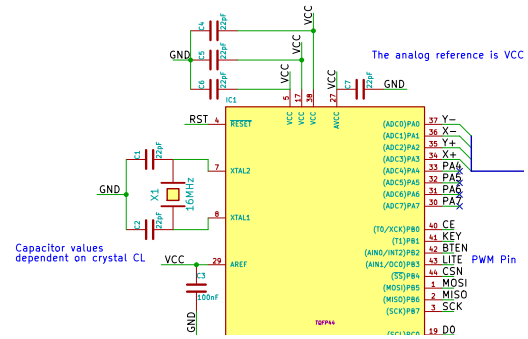 C4
22pF
VCC
GND
C5
22pF
VCC
The analog reference is VCC
C6
22pF
VCC
VCC
C7
22pF
GND
IC1
5
17
38
27
VCC
VCC
VCC
AVCC
RST
4
RESET
(ADC0)PA0
37
Y-
(ADC1)PA1
36
X-
(ADC2)PA2
35
Y+
(ADC3)PA3
34
X+
(ADC4)PA4
33
PA4
(ADC5)PA5
32
PA5
(ADC6)PA6
31
PA6
(ADC7)PA7
30
PA7
C1
22pF
7
XTAL2
GND
X1
16MHz
C2
22pF
8
XTAL1
(T0/XCK)PB0
40
CE
(T1)PB1
41
KEY
(AIN0/INT2)PB2
42
BTEN
(AIN1/OC0)PB3
43
LITE
PWM Pin
(SS)PB4
44
CSN
(MOSI)PB5
1
MOSI
(MISO)PB6
2
MISO
(SCK)PB7
3
SCK
Capacitor values
dependent on crystal CL
VCC
29
AREF
C3
100nF
GND
TQFP44
(SCL)PC0
19
D0